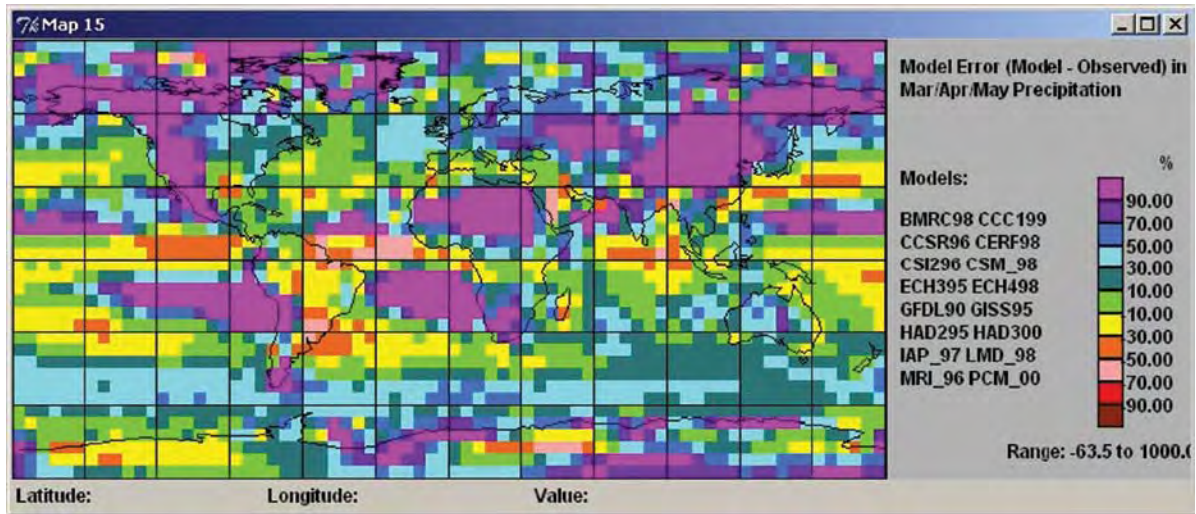 Map 15
Model Error (Model - Observed) in
Mar/Apr/May Precipitation
%
Models:
BMRC98 CCC199
CCSR96 CERF98
CSI296 CSM_98
ECH395 ECH498
GFDL90 GISS95
HAD295 HAD300
IAP_97 LMD_98
MRI_96 PCM_00
90.00
70.00
50.00
30.00
10.00
-10.00
-30.00
-50.00
-70.00
-90.00
Range: -63.5 to 1000.0
Latitude:
Longitude:
Value: